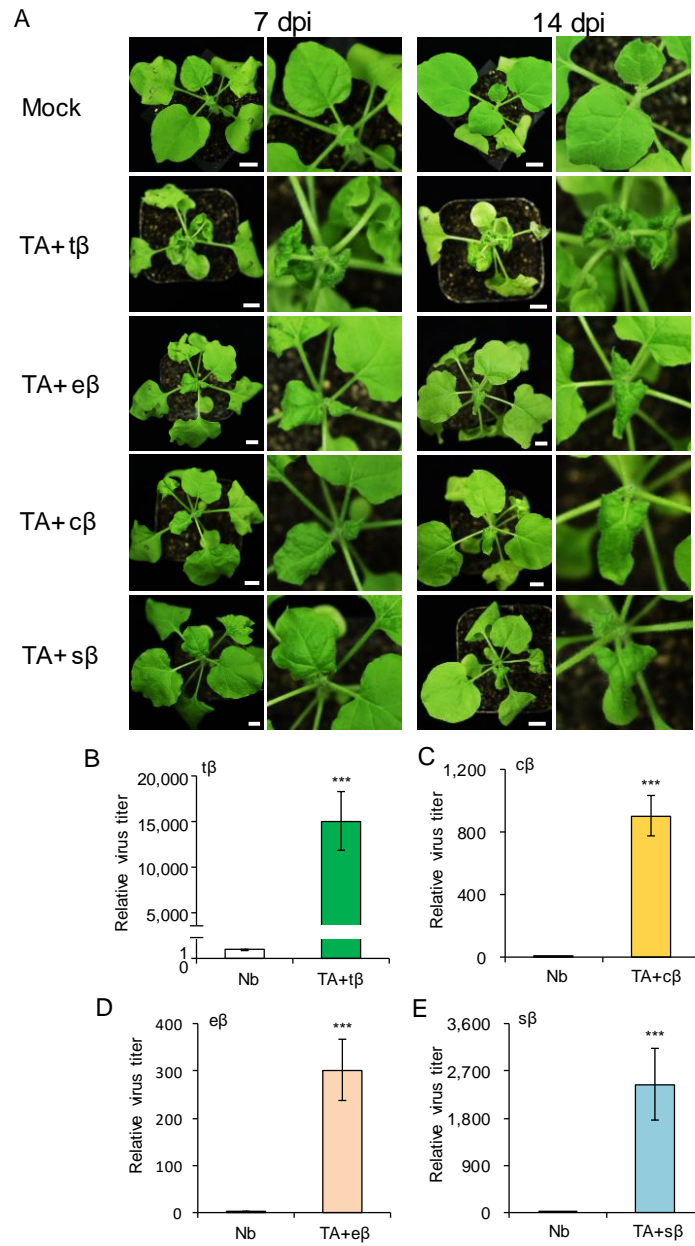 A
7 dpi
14 dpi
Mock
TA+tβ
TA+eβ
TA+cβ
TA+sβ
B
tβ
***
Relative virus titer
20,000
15,000
10,000
5,000
1
0
Nb
TA+tβ
C
cβ
***
Relative virus titer
1,200
800
400
0
Nb
TA+cβ
D
eβ
***
Relative virus titer
400
300
200
100
0
Nb
TA+eβ
E
sβ
***
Relative virus titer
3,600
2,700
1,800
900
0
Nb
TA+sβ